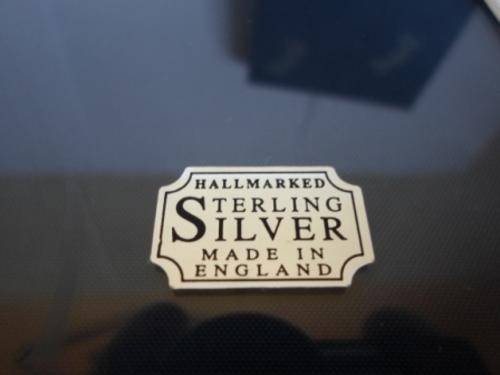 HALLMARKED
STERLING
SILVER
MADE IN
ENGLAND